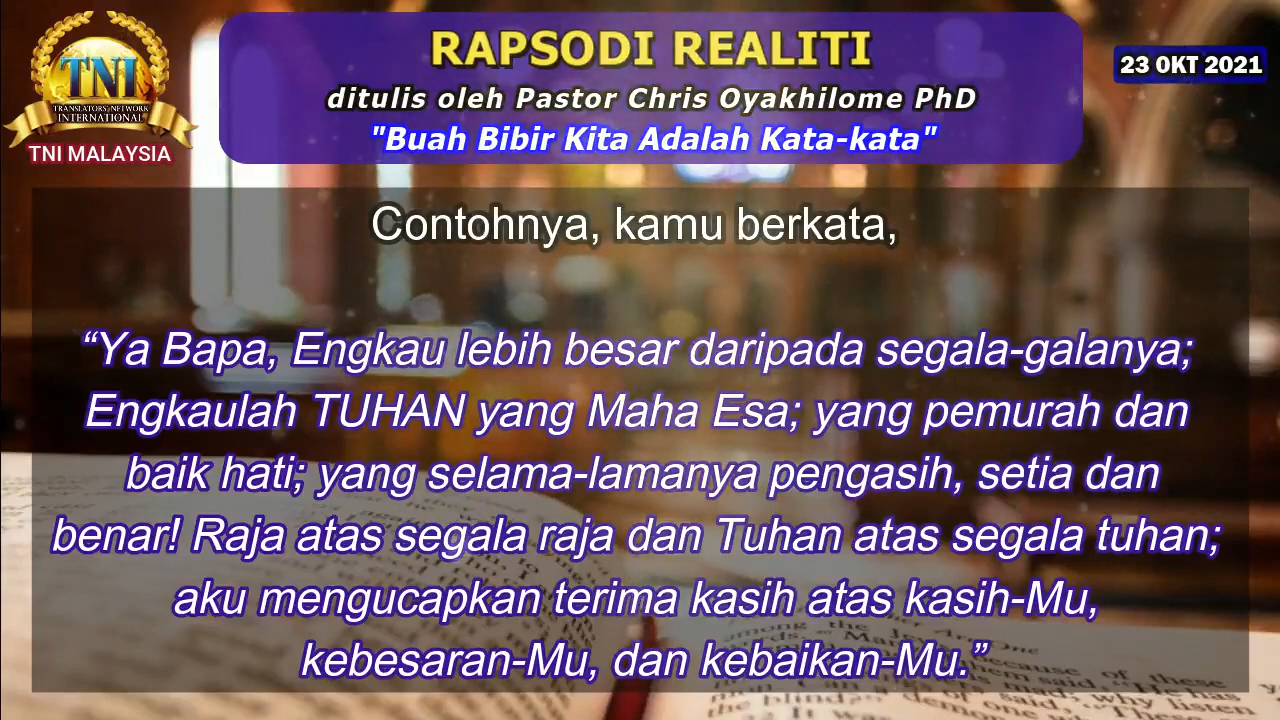 TNI
TRANSLATORS' NETWORK
INTERNATIONAL
TNI MALAYSIA
RAPSODI REALITI
ditulis oleh Pastor Chris Oyakhilome PhD
"Buah Bibir Kita Adalah Kata-kata"
23 OKT 2021
Contohnya, kamu berkata,
“Ya Bapa, Engkau lebih besar daripada segala-galanya;
Engkaulah TUHAN yang Maha Esa; yang pemurah dan
baik hati; yang selama-lamanya pengasih, setia dan
benar! Raja atas segala raja dan Tuhan atas segala tuhan;
aku mengucapkan terima kasih atas kasih-Mu,
kebesaran-Mu, dan kebaikan-Mu.”